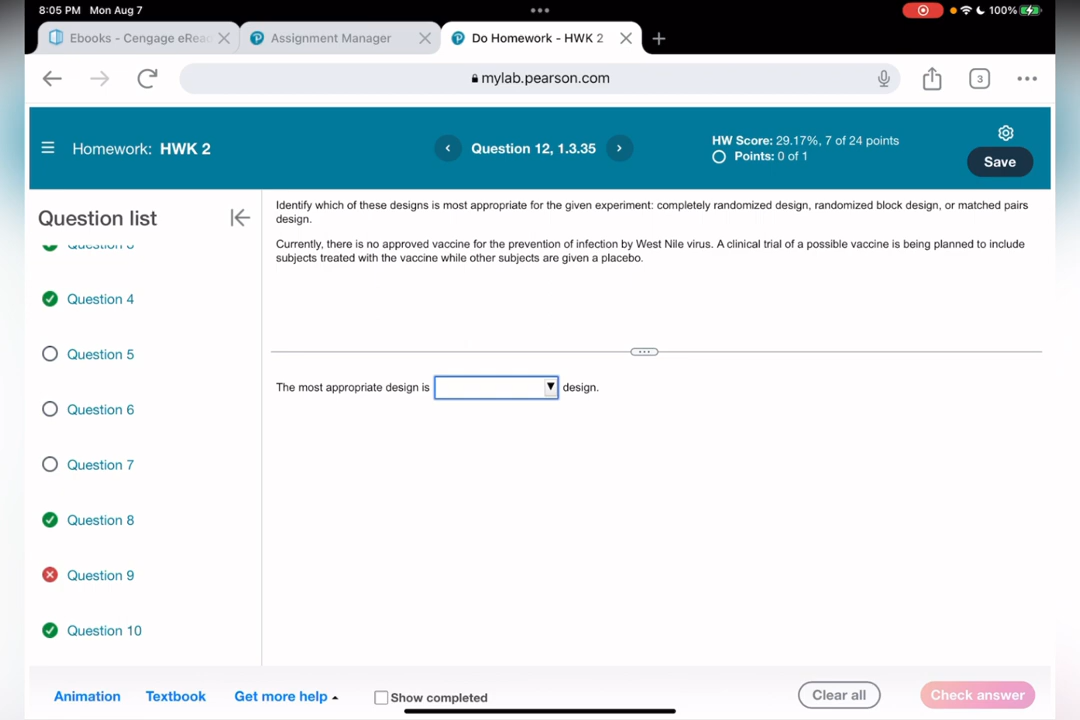 8:05 PM Mon Aug 7
100%
Ebooks - Cengage eRea
Assignment Manager
Do Homework - HWK 2
mylab.pearson.com
3
Homework: HWK 2
Question 12, 1.3.35
HW Score: 29.17%, 7 of 24 points
Points: 0 of 1
Save
Question list
Question 4
Question 5
Question 6
Question 7
Question 8
Question 9
Question 10
Identify which of these designs is most appropriate for the given experiment: completely randomized design, randomized block design, or matched pairs
design.
Currently, there is no approved vaccine for the prevention of infection by West Nile virus. A clinical trial of a possible vaccine is being planned to include
subjects treated with the vaccine while other subjects are given a placebo.
The most appropriate design is design.
Animation
Textbook
Get more help
Show completed
Clear all
Check answer